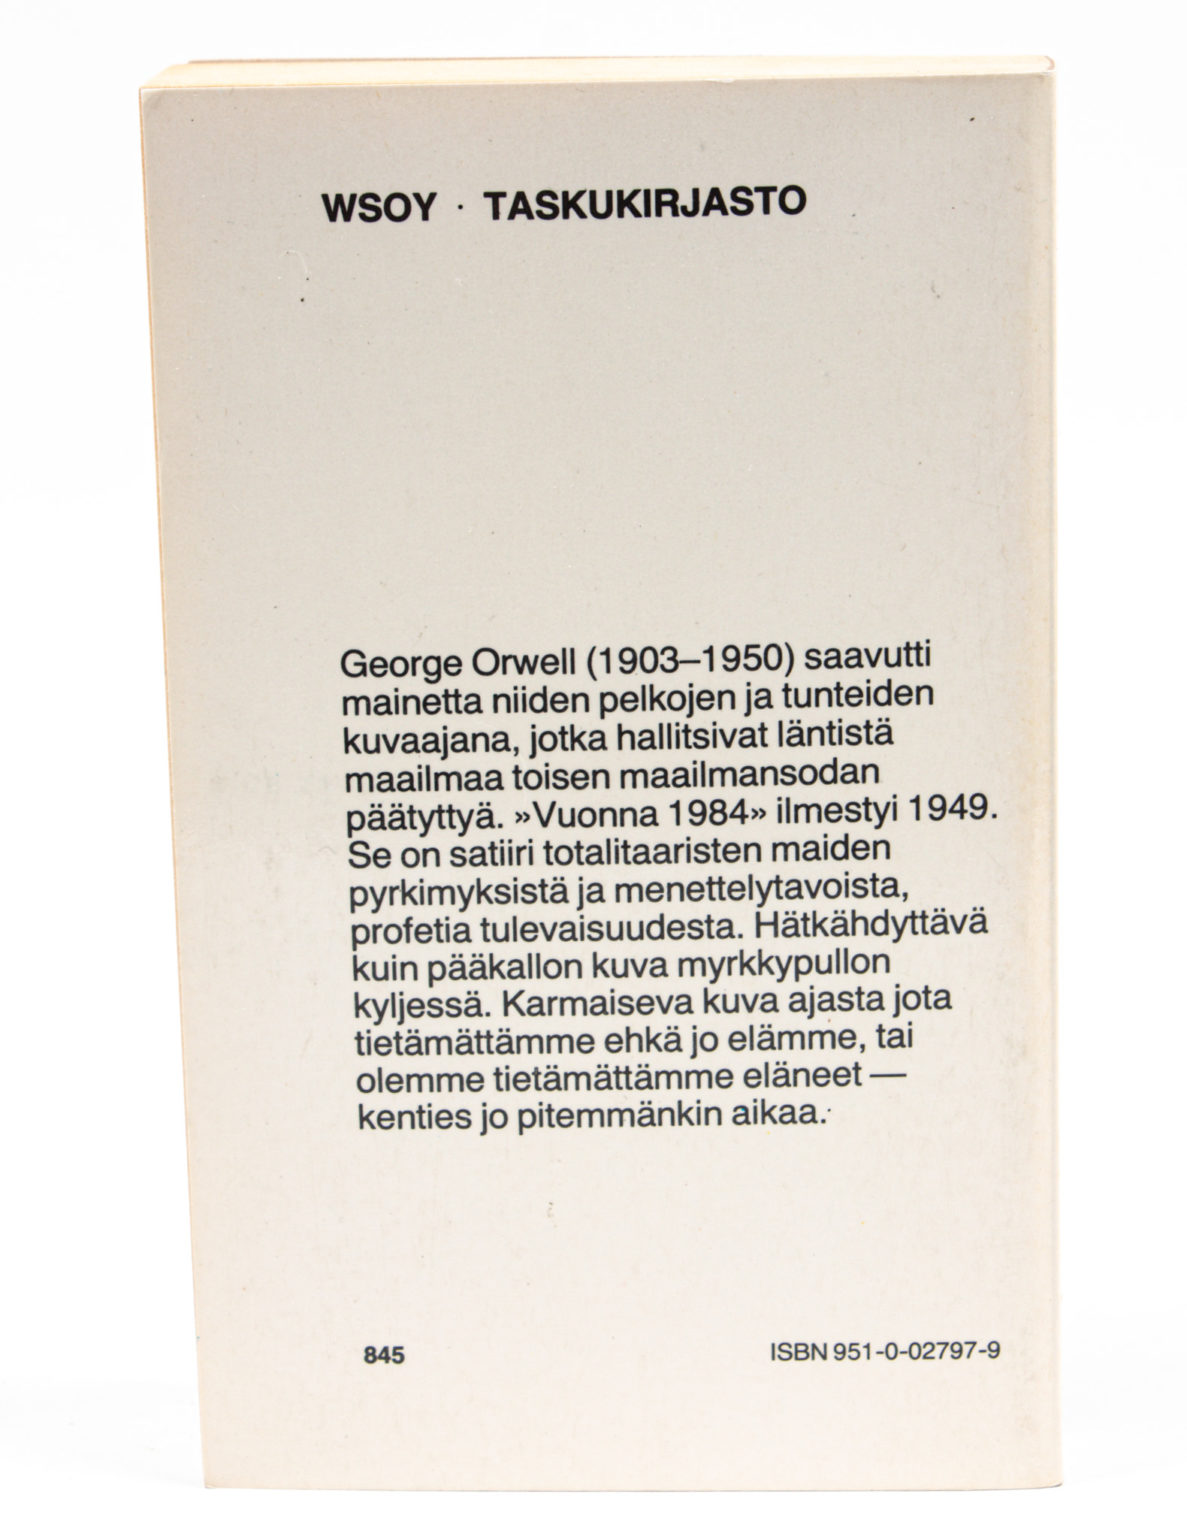 WSOY · TASKUKIRJASTO
George Orwell (1903–1950) saavutti
mainetta niiden pelkojen ja tunteiden
kuvaajana, jotka hallitsivat läntistä
maailmaa toisen maailmansodan
päätyttyä. »Vuonna 1984» ilmestyi 1949.
Se on satiiri totalitaaristen maiden
pyrkimyksistä ja menettelytavoista,
profetia tulevaisuudesta. Hätkähdyttävä
kuin pääkallon kuva myrkkypullon
kyljessä. Karmaiseva kuva ajasta jota
tietämättämme ehkä jo elämme, tai
olemme tietämättämme eläneet —
kenties jo pitemmänkin aikaa.
845
ISBN 951-0-02797-9